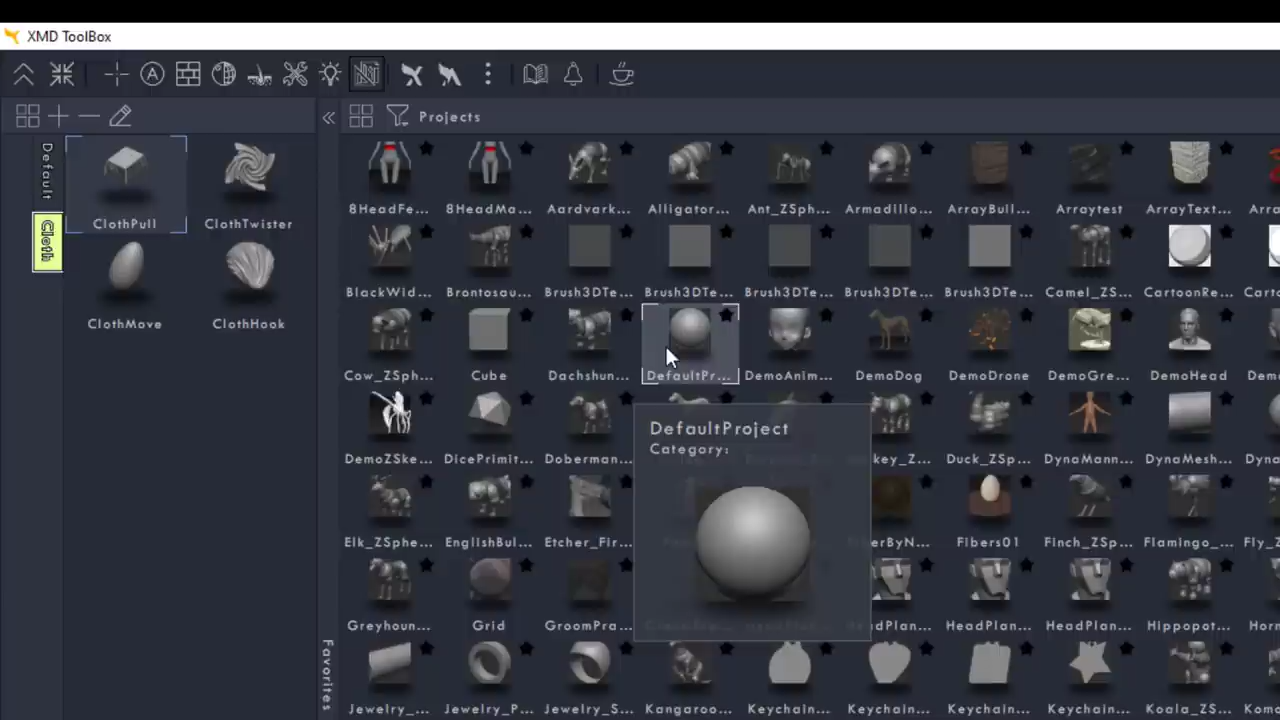 XMD ToolBox
Projects
Default
Cloth
ClothPull
ClothTwister
ClothMove
ClothHook
Favorites
8HeadFe... 8HeadMa... Aardvark... Alligator... Ant_ZSph... Armadillo... ArrayBull... Arraytest ArrayText...
BlackWid... Brontosau... Brush3DTe... Brush3DTe... Brush3DTe... Brush3DTe... Brush3DTe... Camel_ZS... CartoonRe...
Cow_ZSph... Cube Dachshun... DefaultPr... DemoAnim... DemoDog DemoDrone DemoGre... DemoHead
DemoZSke... DicePrimit... Doberman... Duck_ZSp... DynaMann... DynaMesh...
DefaultProject
Category:
Elk_ZSphe... EnglishBul... Etcher_Fir... Fibers01 Finch_ZSp... Flamingo_... Fly_Z
Greyhoun... Grid GroomPra... HeadPlan... HeadPlan... Hippopot...
Jewelry_... Jewelry_P... Jewelry_S... Kangaroo... Keychain... Keychain... Keychain... Keychain... Koala_ZS...